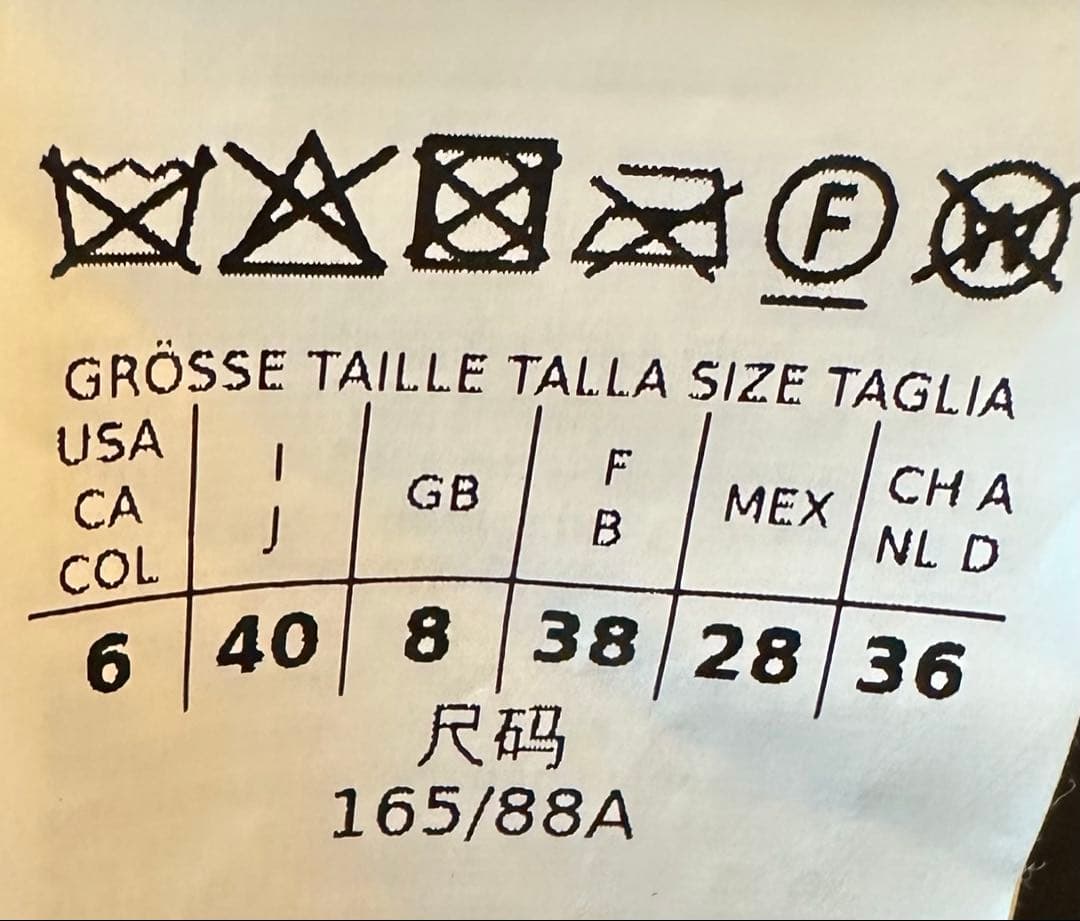 F W
GRÖSSE TAILLE TALLA SIZE TAGLIA
USA CA COL I J GB F B MEX CH A NL D
6 40 8 38 28 36
尺码
165/88A